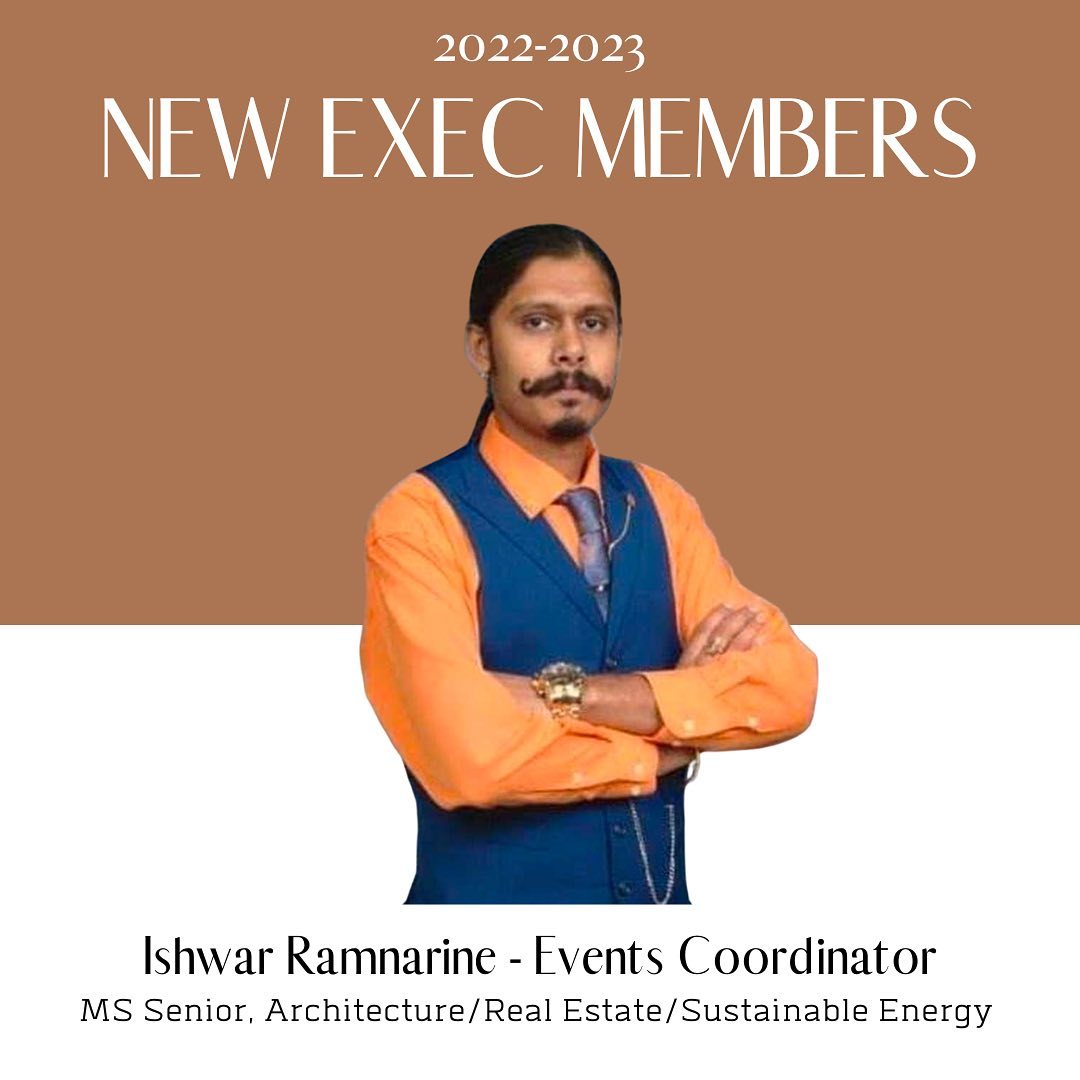 2022-2023
NEW EXEC MEMBERS
Ishwar Ramnarine - Events Coordinator
MS Senior, Architecture/Real Estate/Sustainable Energy